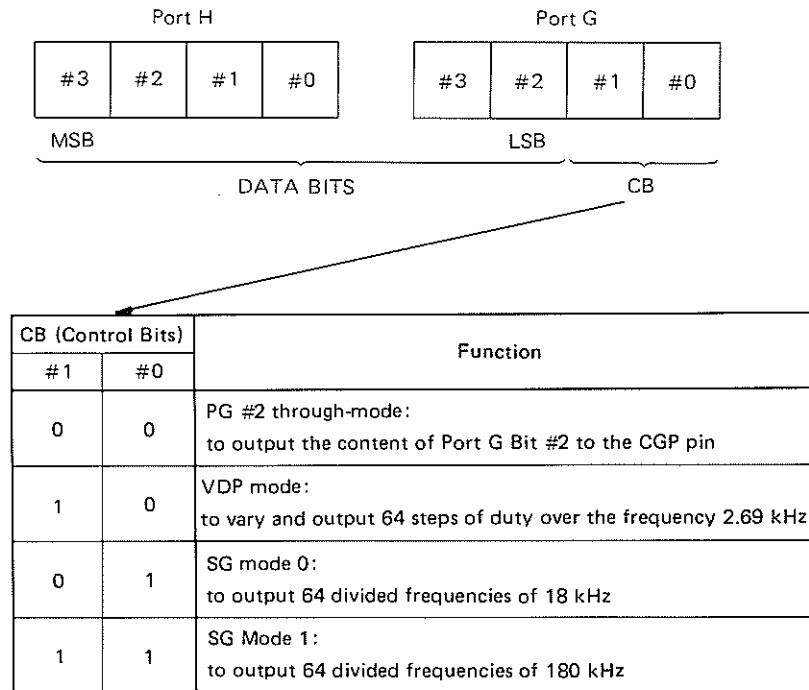 Port H Port G
#3 #2 #1 #0 #3 #2 #1 #0
MSB LSB
DATA BITS CB
CB (Control Bits) Function
#1 #0
0 0 PG #2 through-mode:
to output the content of Port G Bit #2 to the CGP pin
1 0 VDP mode:
to vary and output 64 steps of duty over the frequency 2.69 kHz
0 1 SG mode 0:
to output 64 divided frequencies of 18 kHz
1 1 SG Mode 1:
to output 64 divided frequencies of 180 kHz